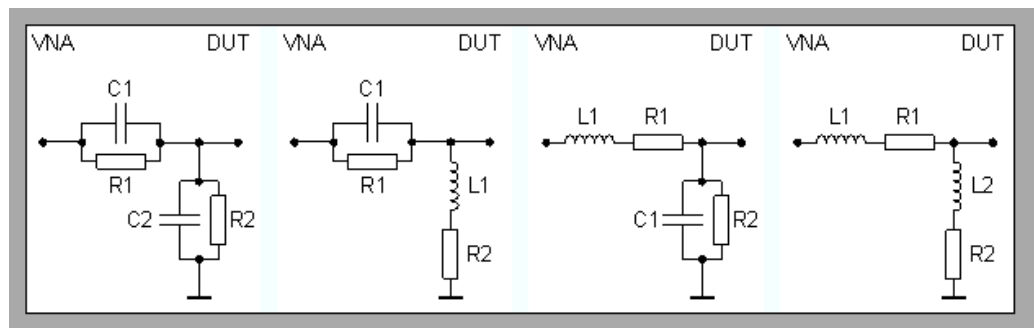 VNA DUT VNA DUT VNA DUT VNA DUT
C1 C1
L1 R1 L1 R1
R1 R1
C2 R2 L1 C1 R2 L2
R2 R2